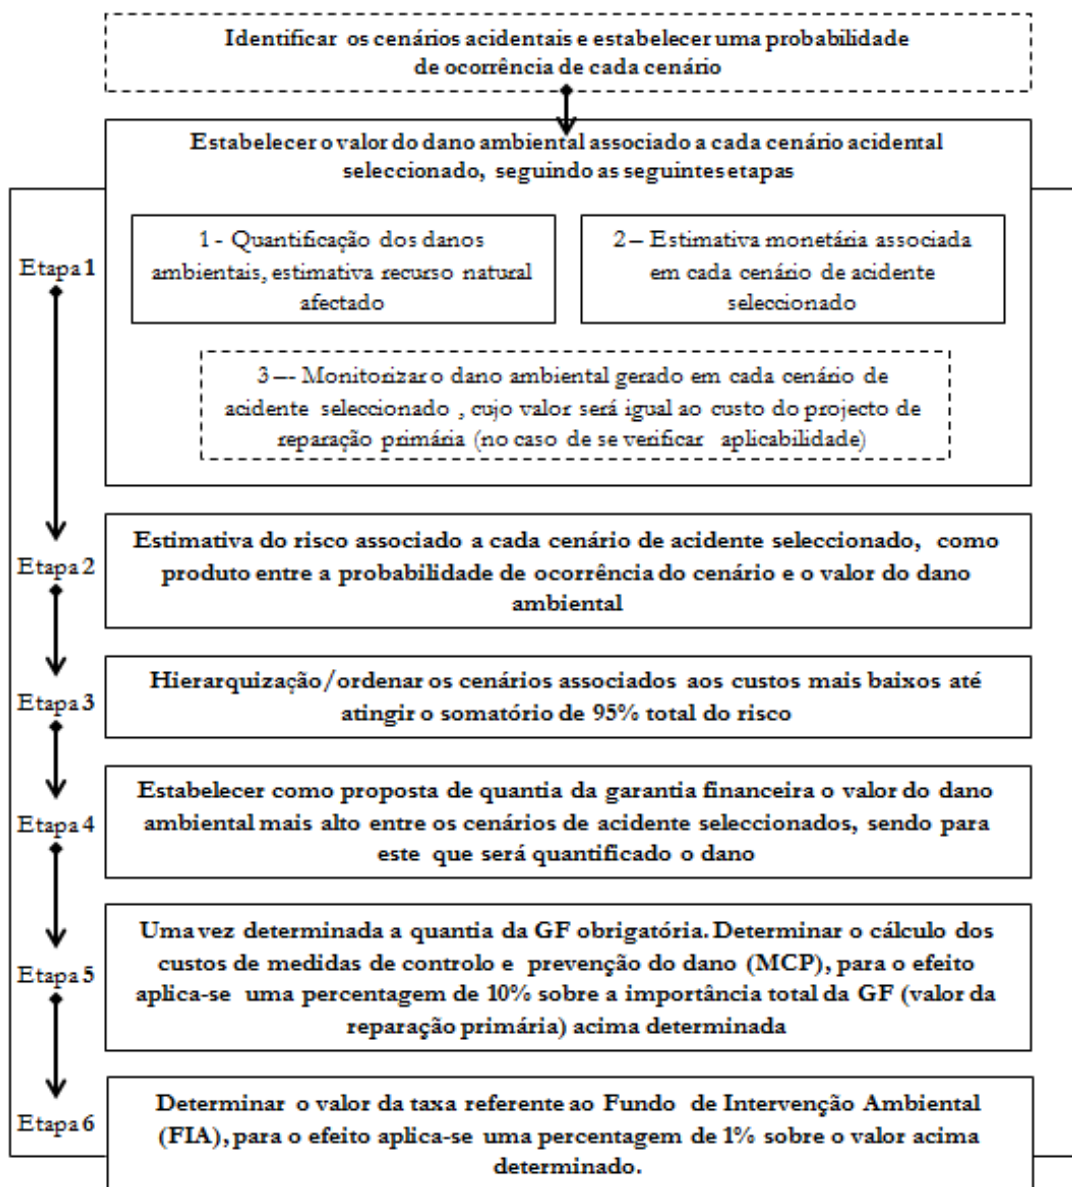 Identificar os cenários acidentais e estabelecer uma probabilidade
de ocorrência de cada cenário
Estabelecer o valor do dano ambiental associado a cada cenário acidental
seleccionado, seguindo as seguintes etapas
Etapa 1
1 - Quantificação dos danos
ambientais, estimativa recurso natural
afectado
2 – Estimativa monetária associada
em cada cenário de acidente
seleccionado
3 –- Monitorizar o dano ambiental gerado em cada cenário de
acidente seleccionado , cujo valor será igual ao custo do projecto de
reparação primária (no caso de se verificar aplicabilidade)
Etapa 2
Estimativa do risco associado a cada cenário de acidente seleccionado, como
produto entre a probabilidade de ocorrência do cenário e o valor do dano
ambiental
Etapa 3
Hierarquização/ordenar os cenários associados aos custos mais baixos até
atingir o somatório de 95% total do risco
Etapa 4
Estabelecer como proposta de quantia da garantia financeira o valor do dano
ambiental mais alto entre os cenários de acidente seleccionados, sendo para
este que será quantificado o dano
Etapa 5
Uma vez determinada a quantia da GF obrigatória. Determinar o cálculo dos
custos de medidas de controlo e prevenção do dano (MCP), para o efeito
aplica-se uma percentagem de 10% sobre a importância total da GF (valor da
reparação primária) acima determinada
Etapa 6
Determinar o valor da taxa referente ao Fundo de Intervenção Ambiental
(FIA), para o efeito aplica-se uma percentagem de 1% sobre o valor acima
determinado.